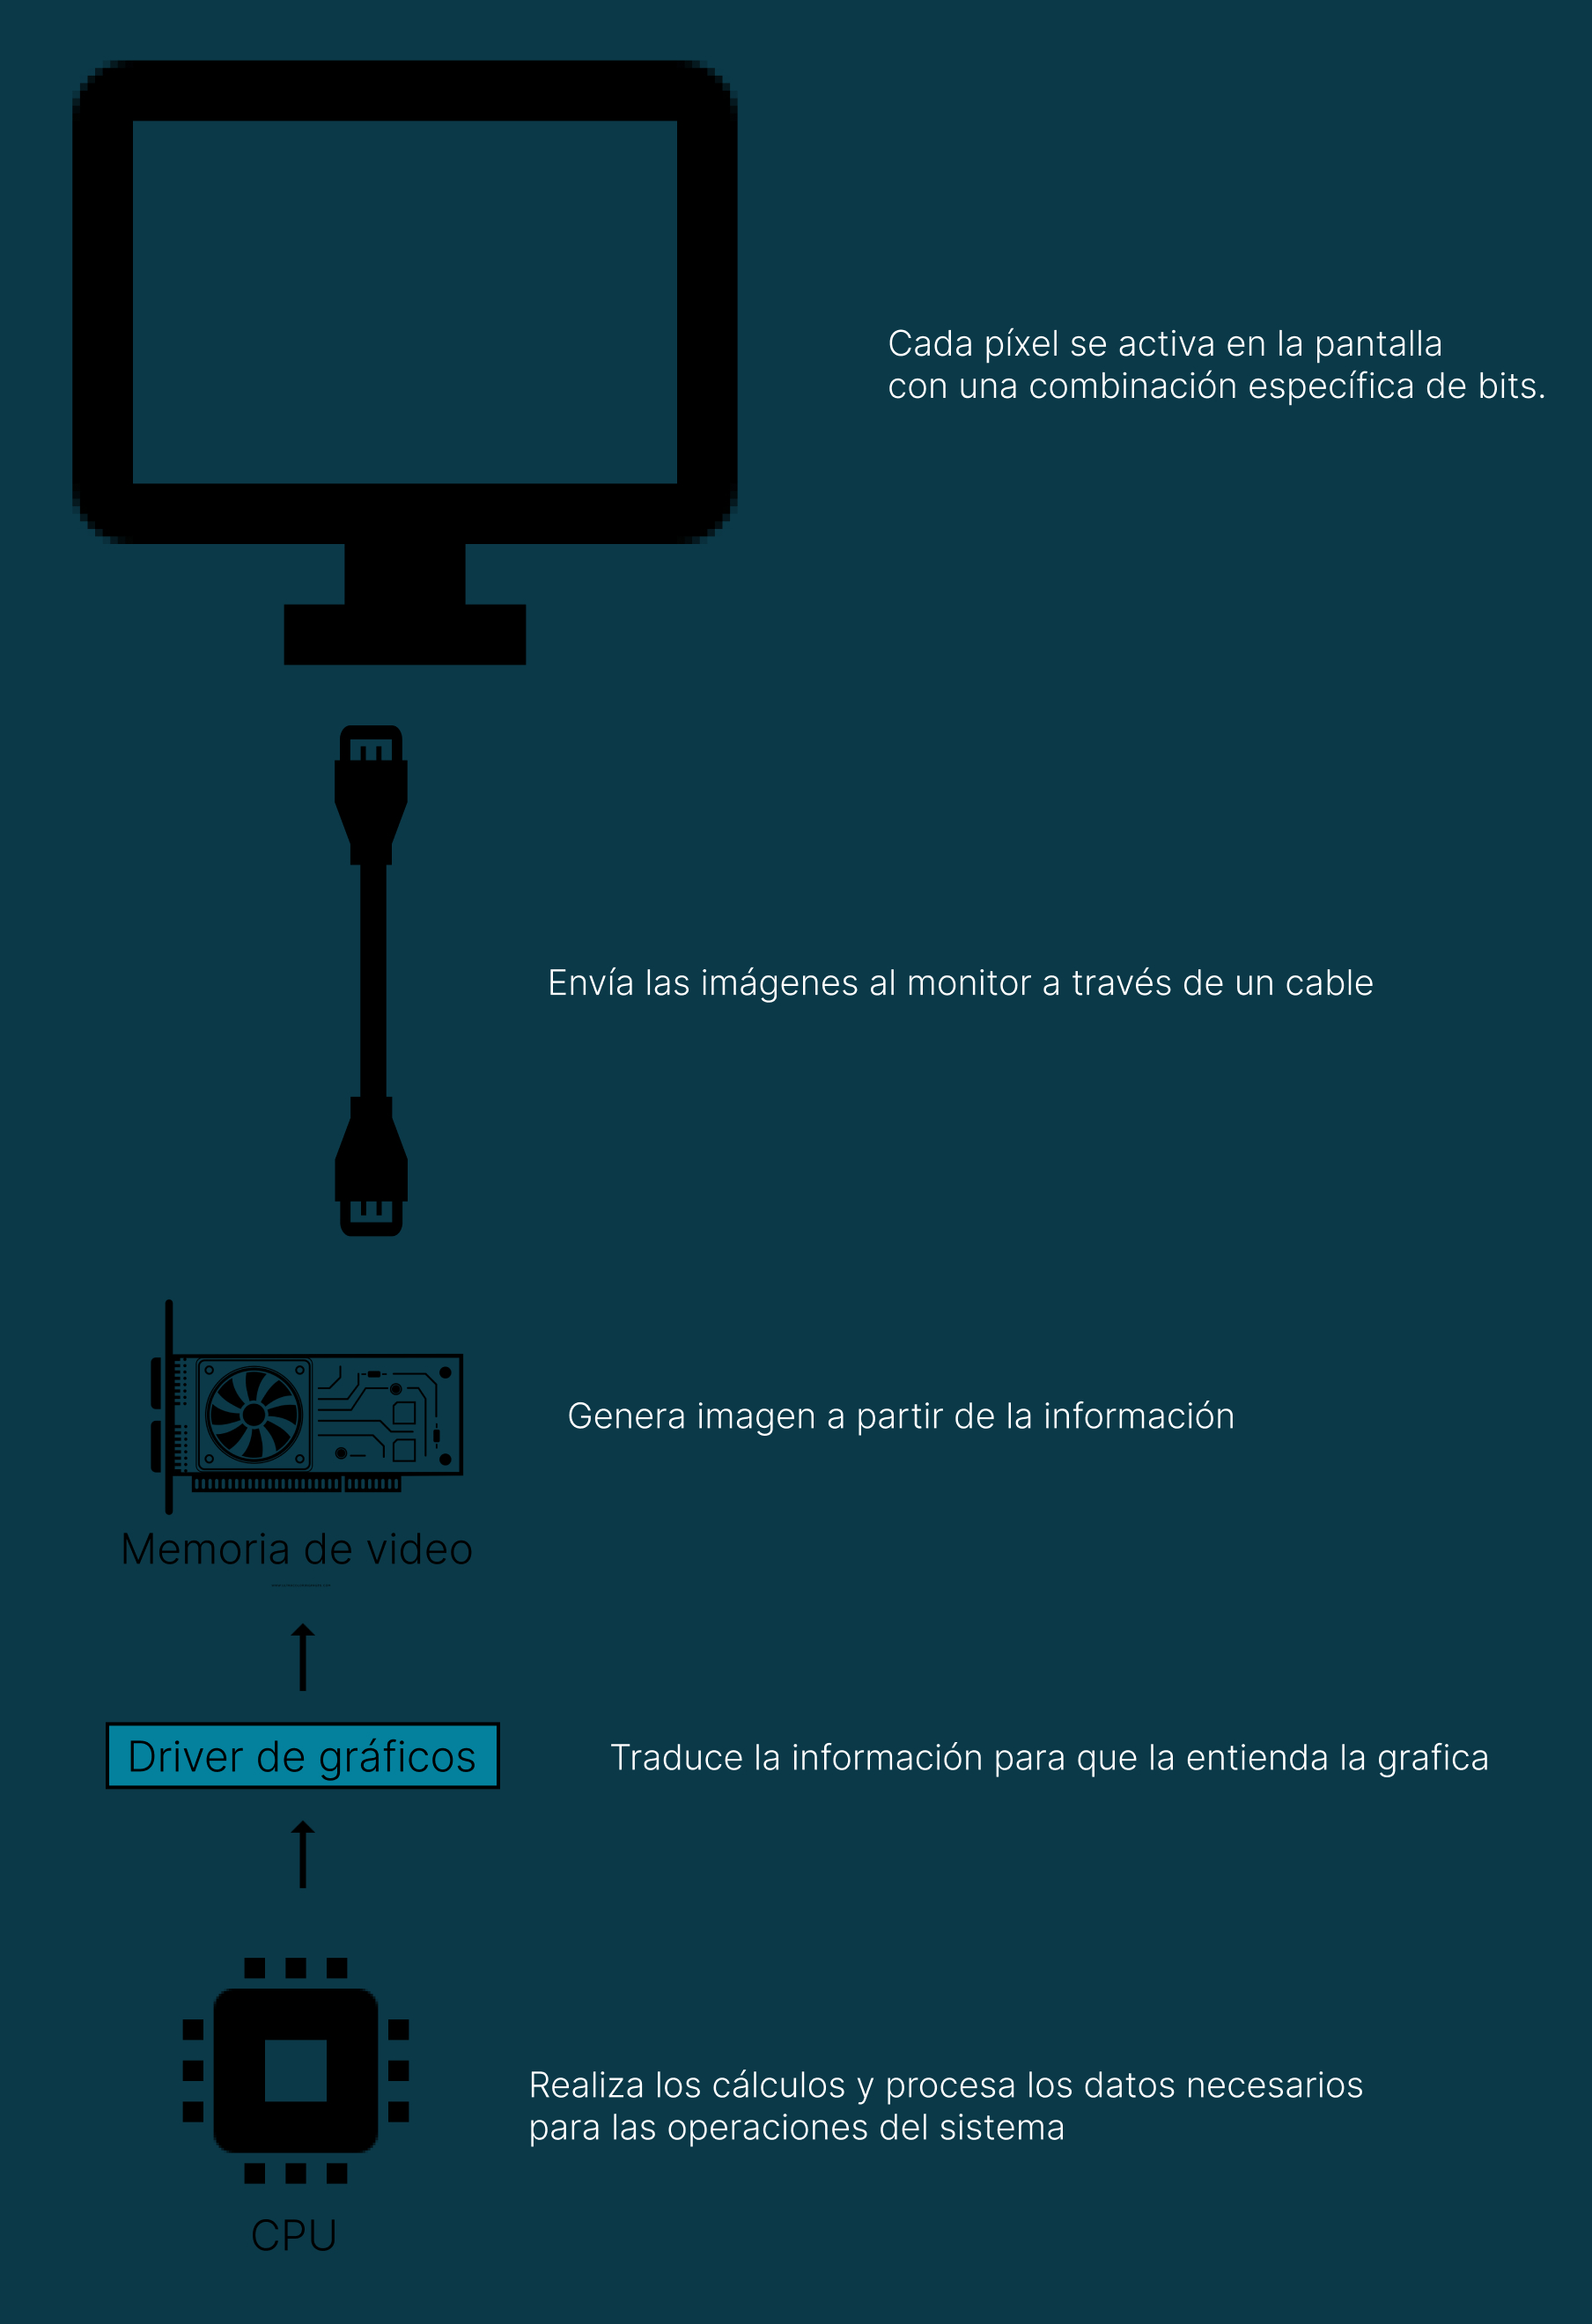 Cada píxel se activa en la pantalla
con una combinación específica de bits.
Envía las imágenes al monitor a través de un cable
Genera imagen a partir de la información
Memoria de video
Driver de gráficos
Traduce la información para que la entienda la grafica
Realiza los cálculos y procesa los datos necesarios
para las operaciones del sistema
CPU